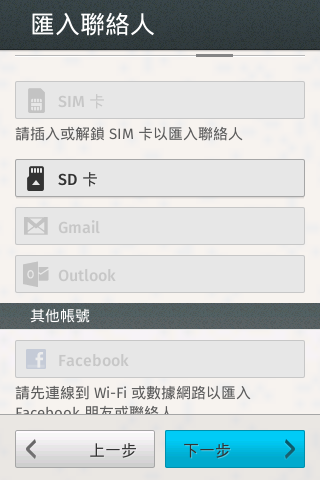 匯入聯絡人
SIM 卡
請插入或解鎖 SIM 卡以匯入聯絡人
SD 卡
Gmail
Outlook
其他帳號
Facebook
請先連線到 Wi-Fi 或數據網路以匯入
Facebook 朋友或聯絡人
上一步
下一步